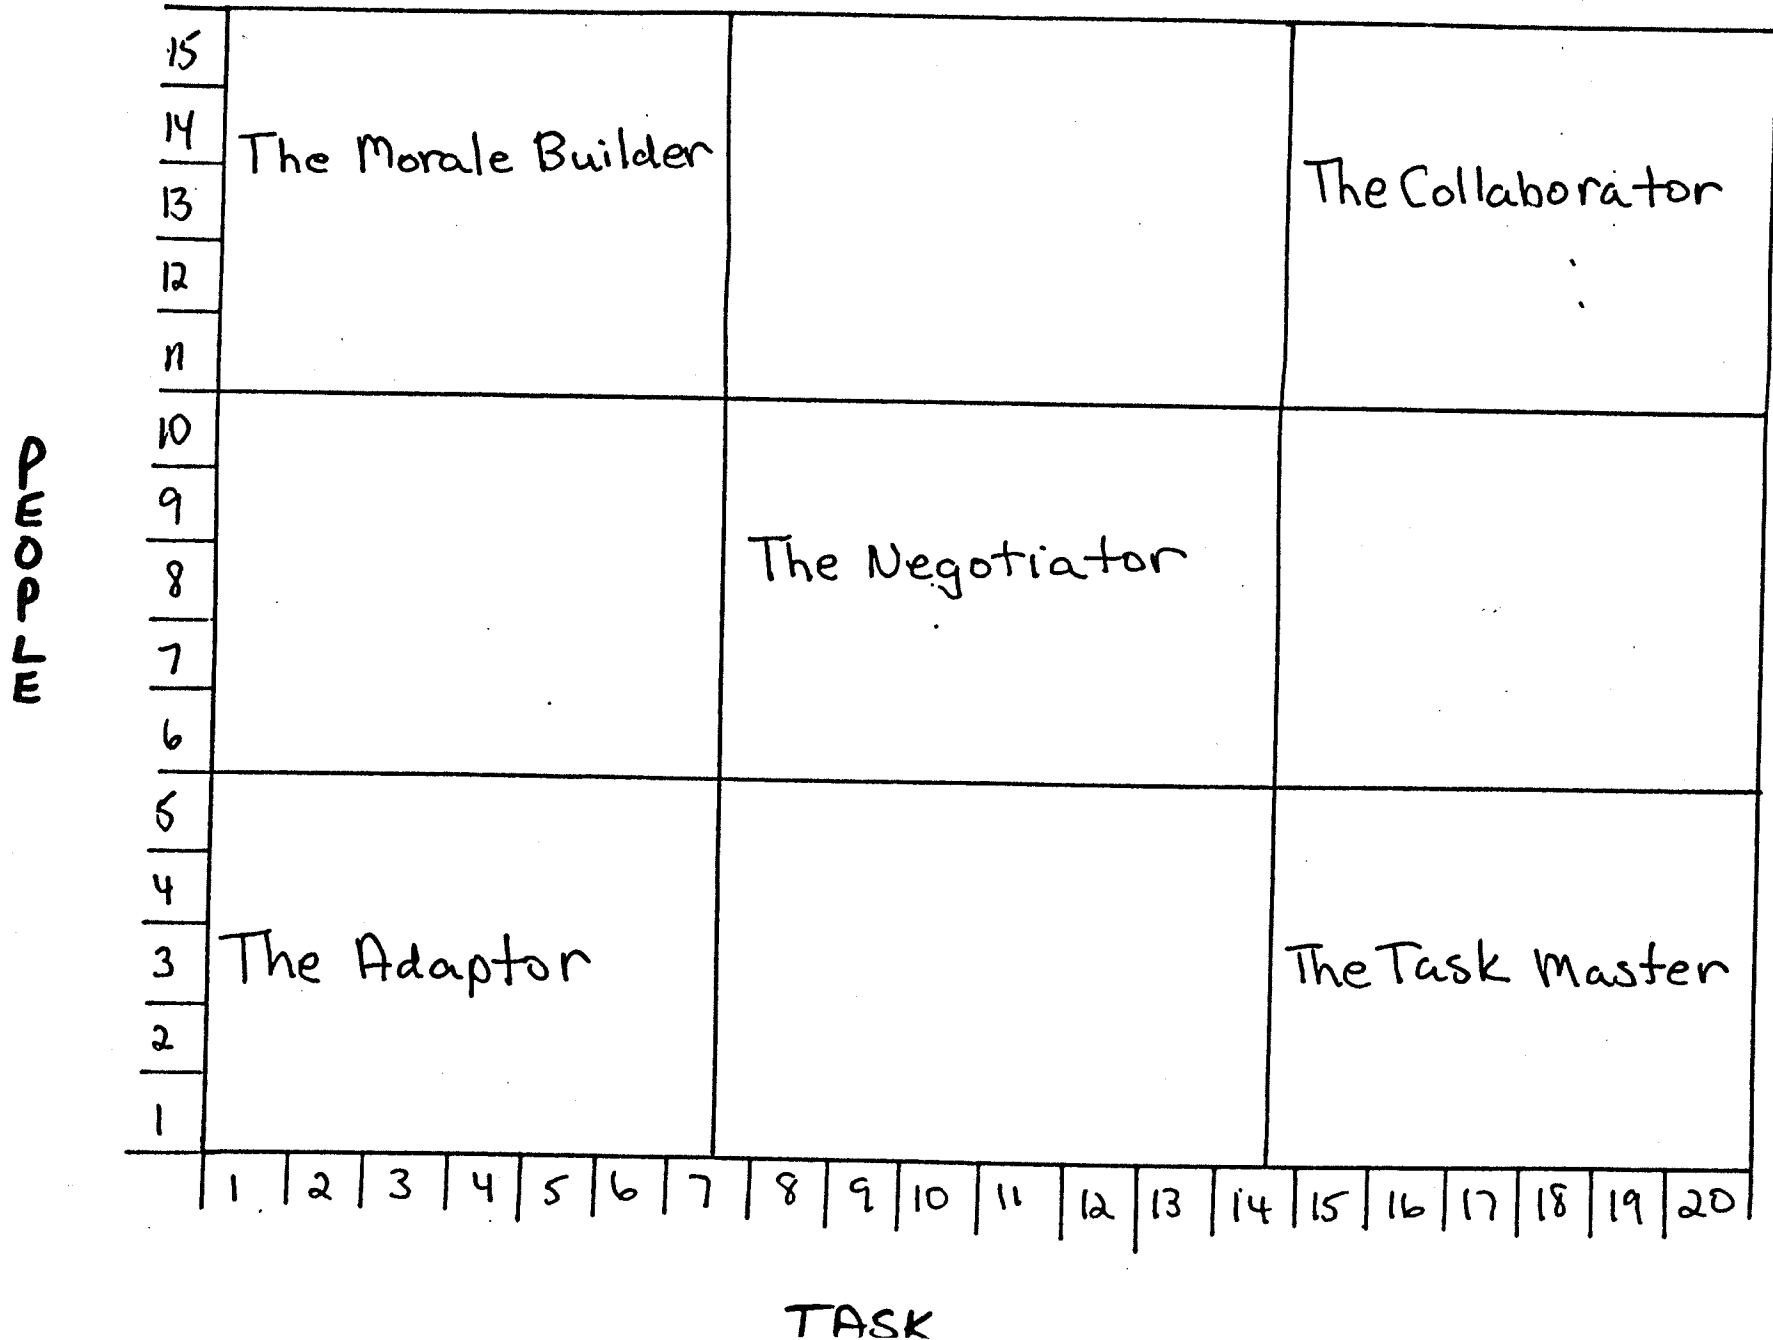 15
14
The Morale Builder
The Collaborator
13
12
11
10
9
The Negotiator
8
7
6
5
4
3
The Adaptor
The Task Master
2
1
PEOPLE
1 2 3 4 5 6 7 8 9 10 11 12 13 14 15 16 17 18 19 20
TASK